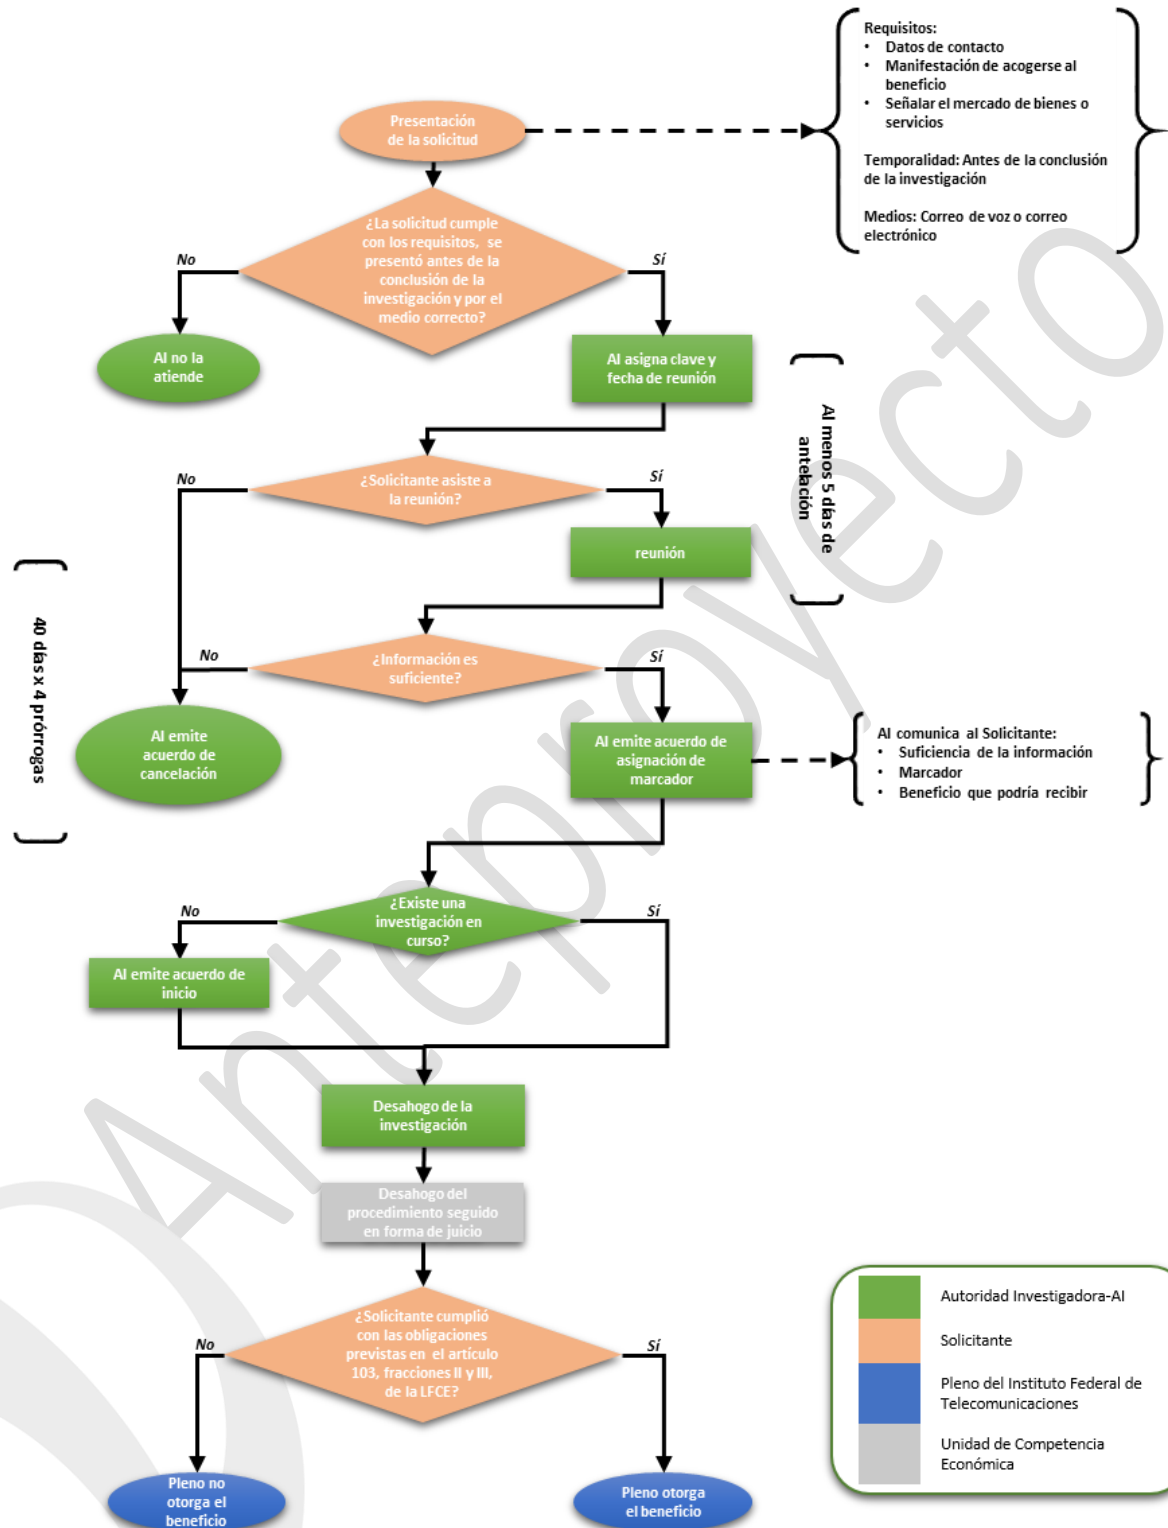 Requisitos:
• Datos de contacto
• Manifestación de acogerse al
beneficio
• Señalar el mercado de bienes o
servicios
Temporalidad: Antes de la conclusión
de la investigación
Medios: Correo de voz o correo
electrónico
Presentación
de la solicitud
¿La solicitud cumple
con los requisitos, se
presentó antes de la
conclusión de la
investigación y por el
medio correcto?
No
Sí
AI no la
atiende
AI asigna clave y
fecha de reunión
Al menos 5 días de
antelación
¿Solicitante asiste a
la reunión?
No
Sí
reunión
40 días x 4 prórrogas
¿Información es
suficiente?
No
Sí
AI emite
acuerdo de
cancelación
AI emite acuerdo de
asignación de
marcador
AI comunica al Solicitante:
• Suficiencia de la información
• Marcador
• Beneficio que podría recibir
¿Existe una
investigación en
curso?
No
Sí
AI emite acuerdo de
inicio
Desahogo de la
investigación
Desahogo del
procedimiento seguido
en forma de juicio
¿Solicitante cumplió
con las obligaciones
previstas en el artículo
103, fracciones II y III,
de la LFCE?
No
Sí
Pleno no
otorga el
beneficio
Pleno otorga
el beneficio
Autoridad Investigadora-AI
Solicitante
Pleno del Instituto Federal de
Telecomunicaciones
Unidad de Competencia
Económica
Anteproyecto